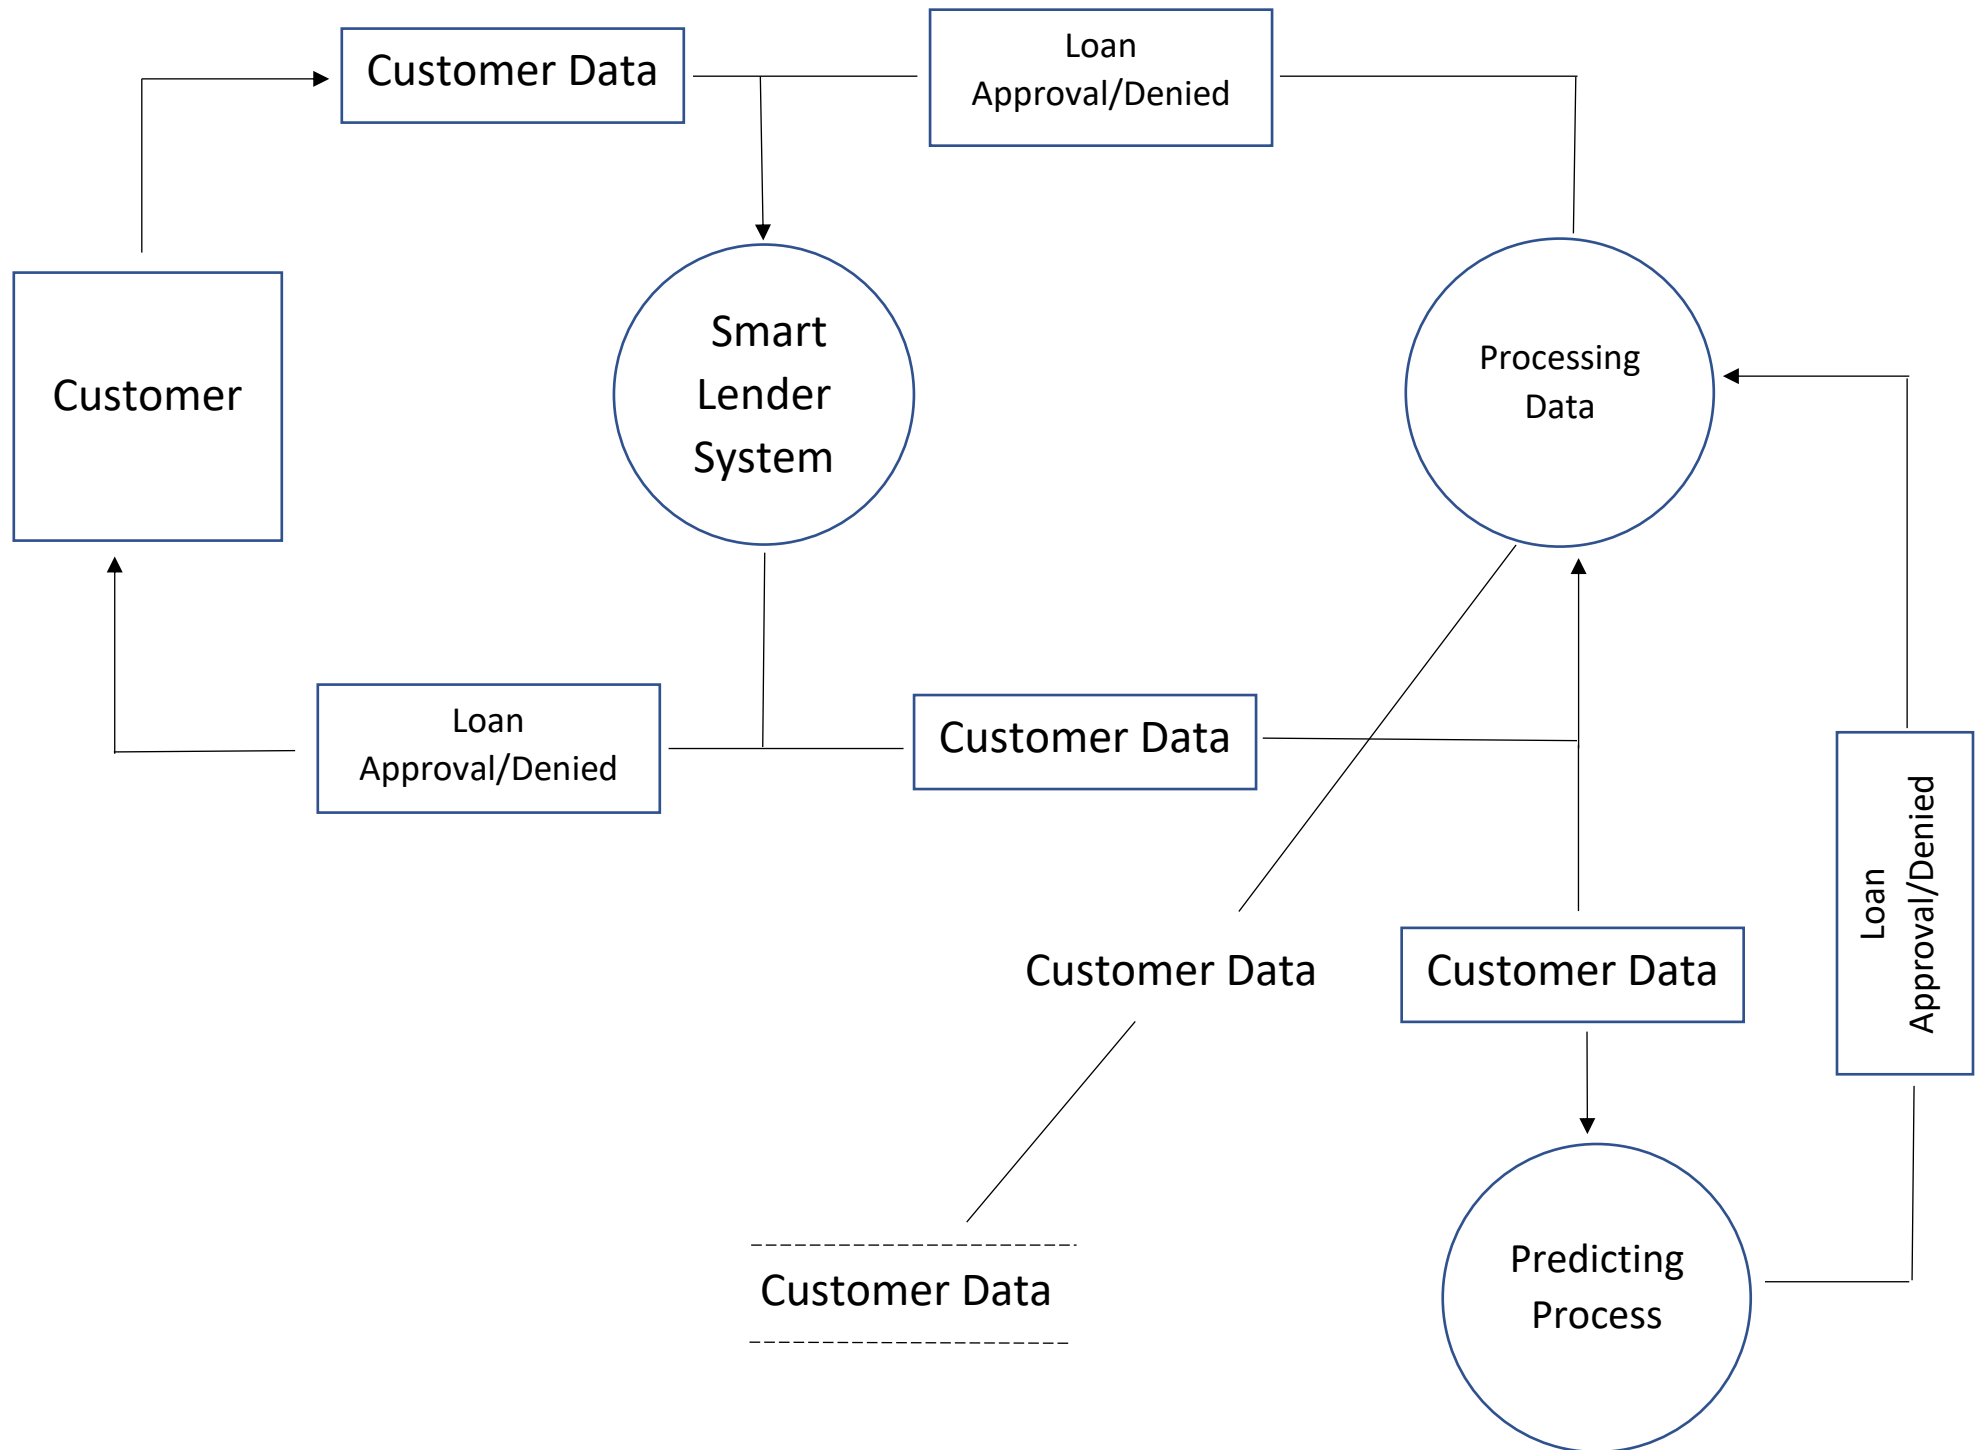 Customer Data
Loan
Approval/Denied
Customer
Smart
Lender
System
Processing
Data
Loan
Approval/Denied
Customer Data
Loan
Approval/Denied
Customer Data
Customer Data
Customer Data
Predicting
Process